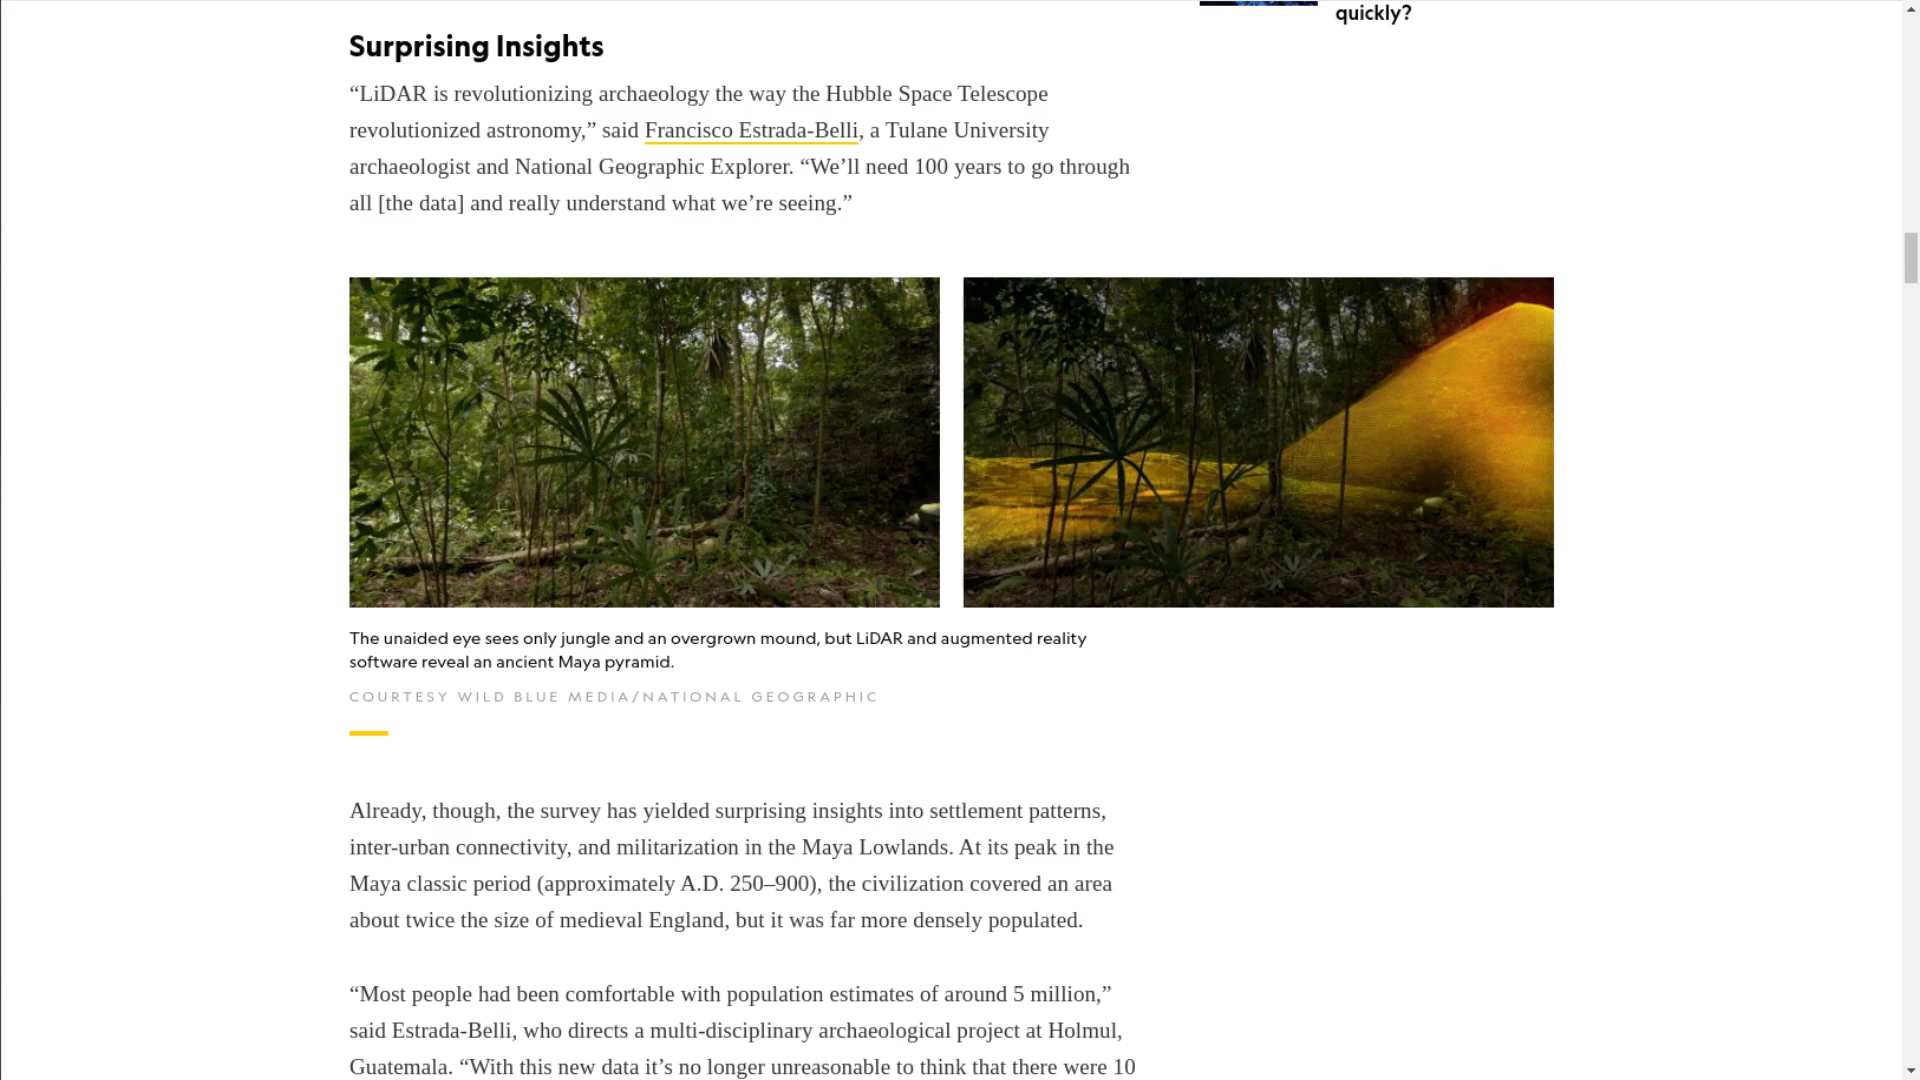 quickly?
Surprising Insights
“LiDAR is revolutionizing archaeology the way the Hubble Space Telescope
revolutionized astronomy,” said Francisco Estrada-Belli, a Tulane University
archaeologist and National Geographic Explorer. “We’ll need 100 years to go through
all [the data] and really understand what we’re seeing.”
The unaided eye sees only jungle and an overgrown mound, but LiDAR and augmented reality
software reveal an ancient Maya pyramid.
COURTESY WILD BLUE MEDIA/NATIONAL GEOGRAPHIC
Already, though, the survey has yielded surprising insights into settlement patterns,
inter-urban connectivity, and militarization in the Maya Lowlands. At its peak in the
Maya classic period (approximately A.D. 250–900), the civilization covered an area
about twice the size of medieval England, but it was far more densely populated.
“Most people had been comfortable with population estimates of around 5 million,”
said Estrada-Belli, who directs a multi-disciplinary archaeological project at Holmul,
Guatemala. “With this new data it’s no longer unreasonable to think that there were 10